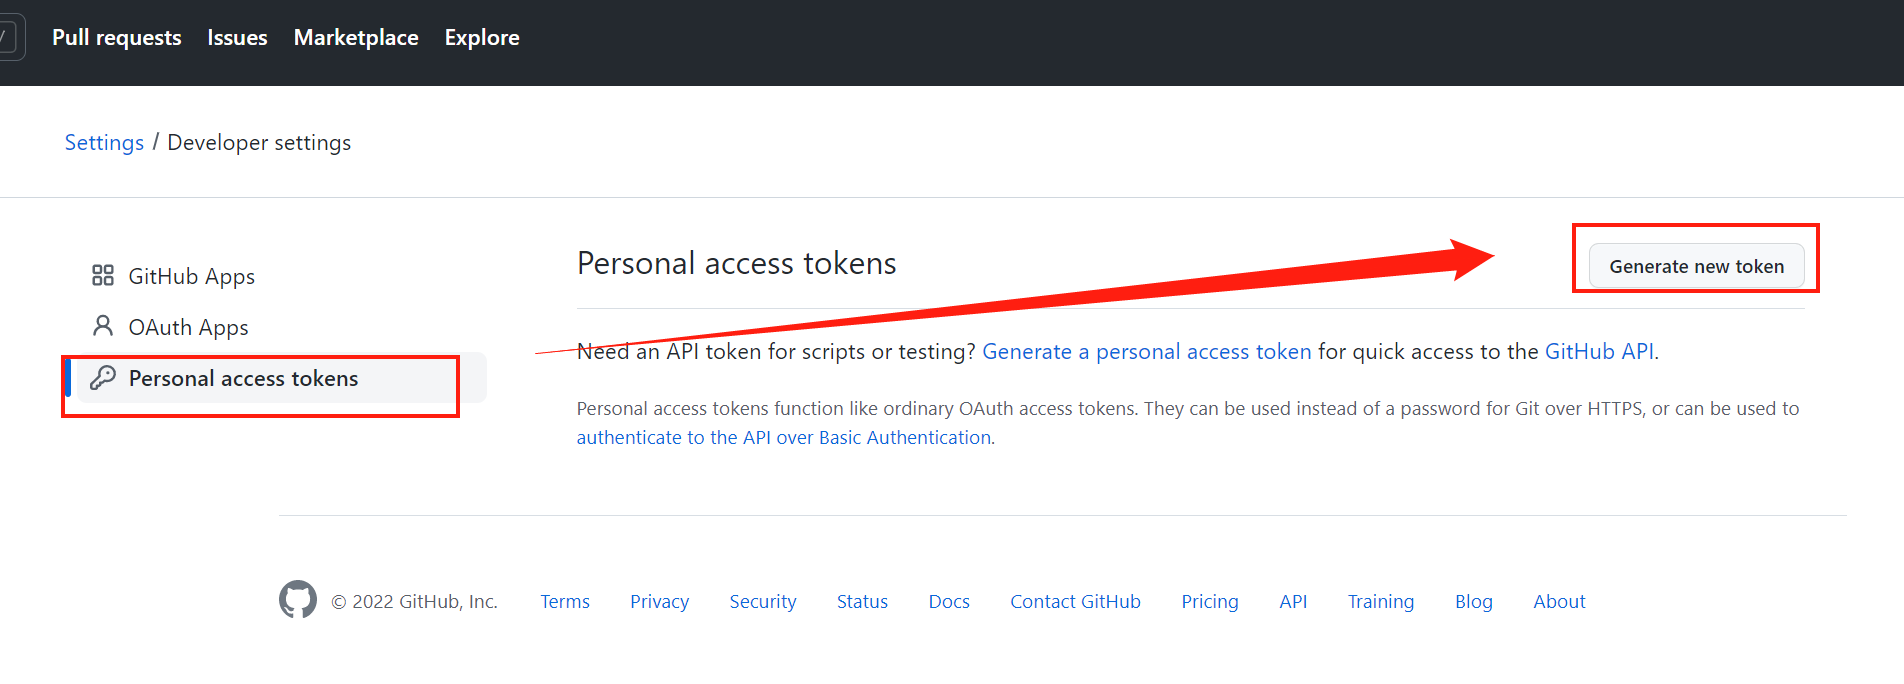 / Pull requests Issues Marketplace Explore
Settings / Developer settings
GitHub Apps
OAuth Apps
Personal access tokens
Personal access tokens
Generate new token
Need an API token for scripts or testing? Generate a personal access token for quick access to the GitHub API.
Personal access tokens function like ordinary OAuth access tokens. They can be used instead of a password for Git over HTTPS, or can be used to
authenticate to the API over Basic Authentication.
© 2022 GitHub, Inc. Terms Privacy Security Status Docs Contact GitHub Pricing API Training Blog About